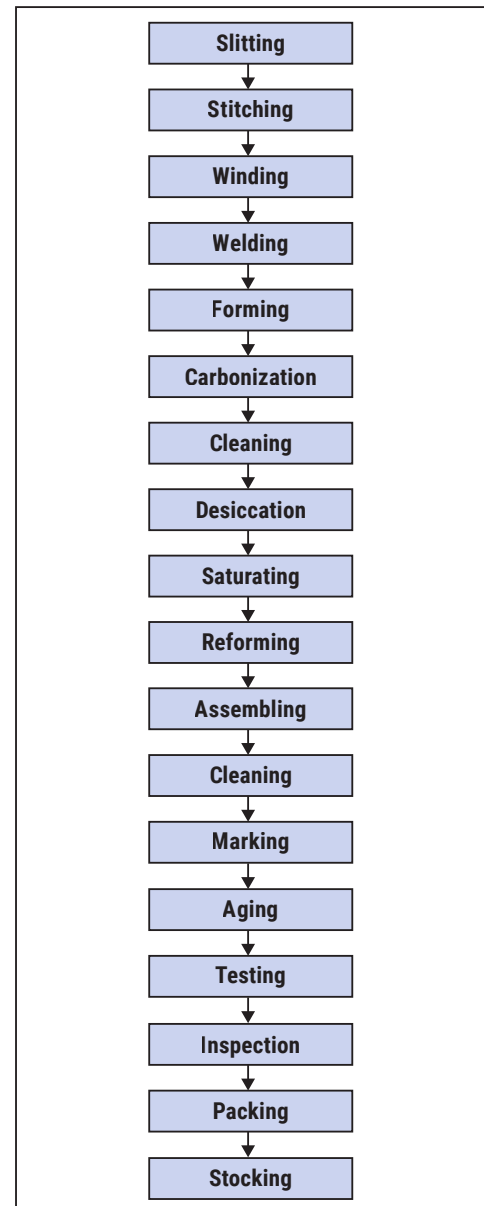 Slitting
Stitching
Winding
Welding
Forming
Carbonization
Cleaning
Desiccation
Saturating
Reforming
Assembling
Cleaning
Marking
Aging
Testing
Inspection
Packing
Stocking